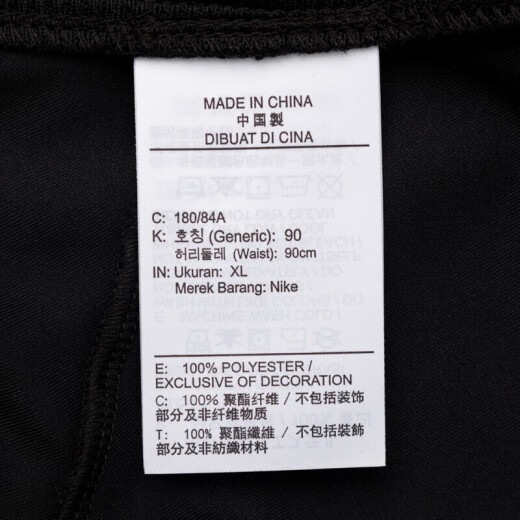 MADE IN CHINA
中国製
DIBUAT DI CINA
C: 180/84A
K: 호칭 (Generic): 90
허리둘레 (Waist): 90cm
IN: Ukuran: XL
Merek Barang: Nike
E: 100% POLYESTER /
EXCLUSIVE OF DECORATION
C: 100% 聚酯纤维 / 不包括装饰
部分及非纤维物质
T: 100% 聚酯纖維 / 不包括裝飾
部分及非紡織材料